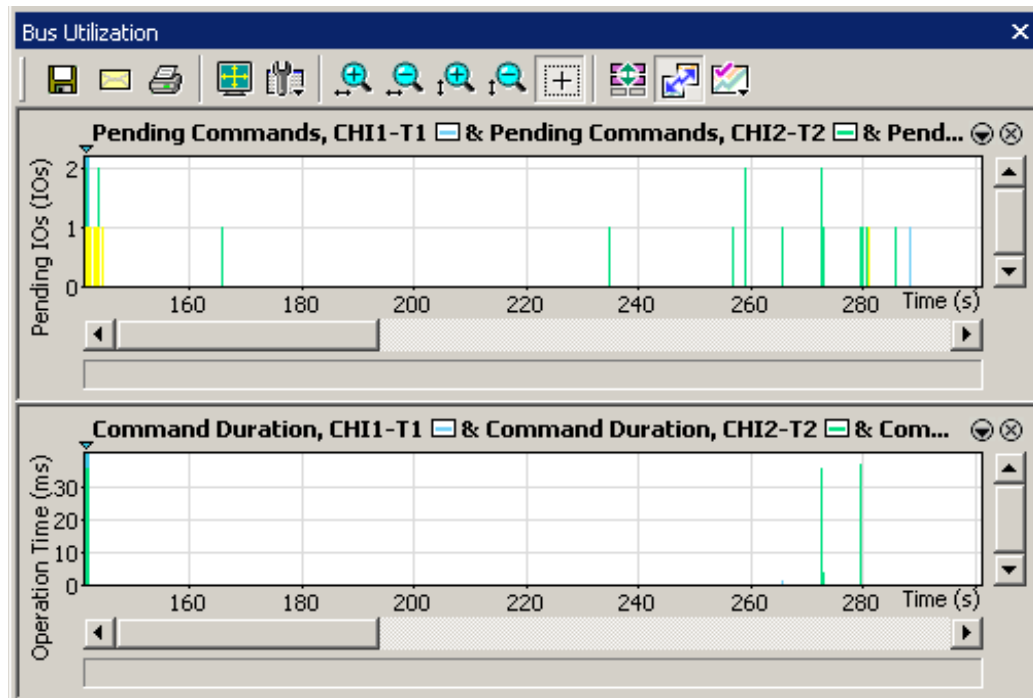 Bus Utilization
Pending Commands, CHI1-T1 & Pending Commands, CHI2-T2 & Pend...
Pending IOs (IOs)
2
1
0
160 180 200 220 240 260 280 Time (s)
Command Duration, CHI1-T1 & Command Duration, CHI2-T2 & Com...
Operation Time (ms)
30
20
10
0
160 180 200 220 240 260 280 Time (s)